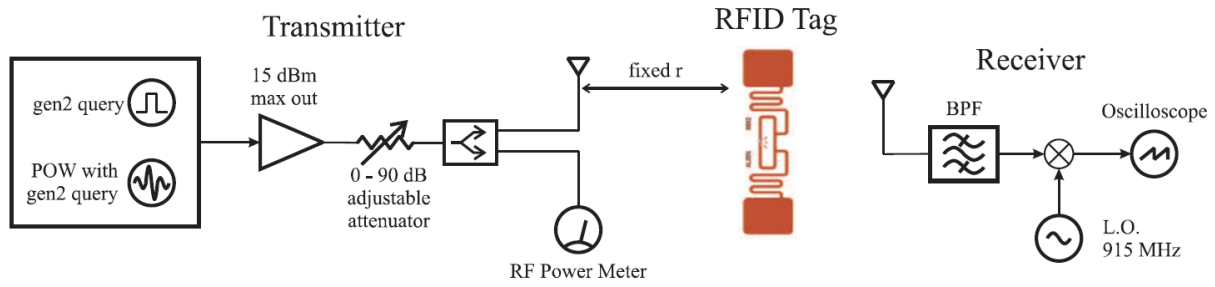 Transmitter
gen2 query
POW with
gen2 query
15 dBm
max out
0 - 90 dB
adjustable
attenuator
RF Power Meter
fixed r
RFID Tag
Receiver
BPF
Oscilloscope
L.O.
915 MHz